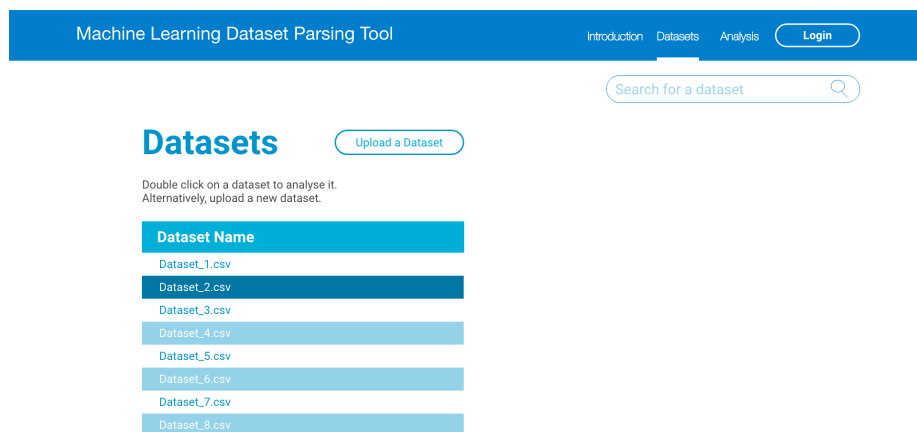 Machine Learning Dataset Parsing Tool
Introduction Datasets Analysis Login
Search for a dataset
Datasets
Upload a Dataset
Double click on a dataset to analyse it.
Alternatively, upload a new dataset.
Dataset Name
Dataset_1.csv
Dataset_2.csv
Dataset_3.csv
Dataset_4.csv
Dataset_5.csv
Dataset_6.csv
Dataset_7.csv
Dataset_8.csv